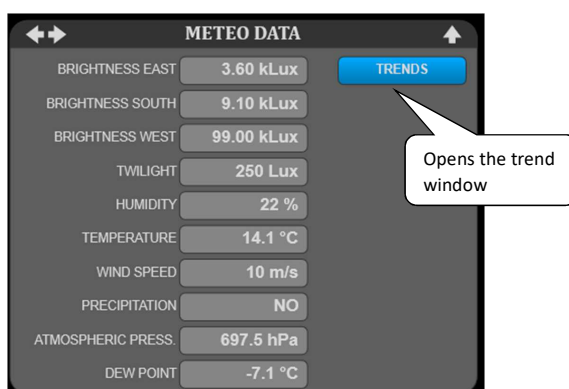 METEO DATA
BRIGHTNESS EAST 3.60 kLux TRENDS
BRIGHTNESS SOUTH 9.10 kLux
BRIGHTNESS WEST 99.00 kLux
Opens the trend
window
TWILIGHT 250 Lux
HUMIDITY 22 %
TEMPERATURE 14.1 °C
WIND SPEED 10 m/s
PRECIPITATION NO
ATMOSPHERIC PRESS. 697.5 hPa
DEW POINT -7.1 °C